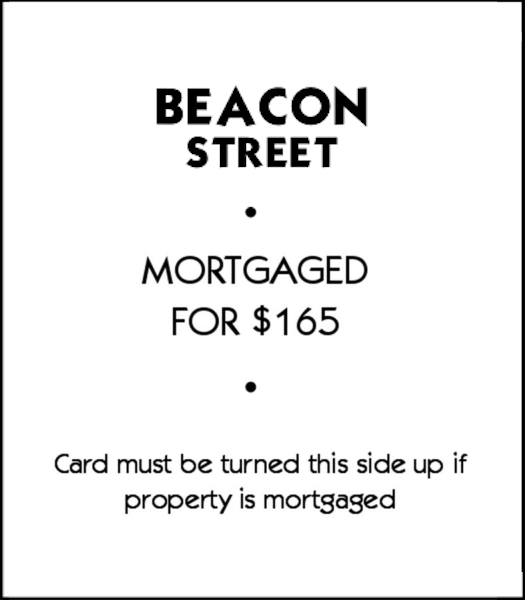 BEACON
STREET
•
MORTGAGED
FOR $165
•
Card must be turned this side up if
property is mortgaged